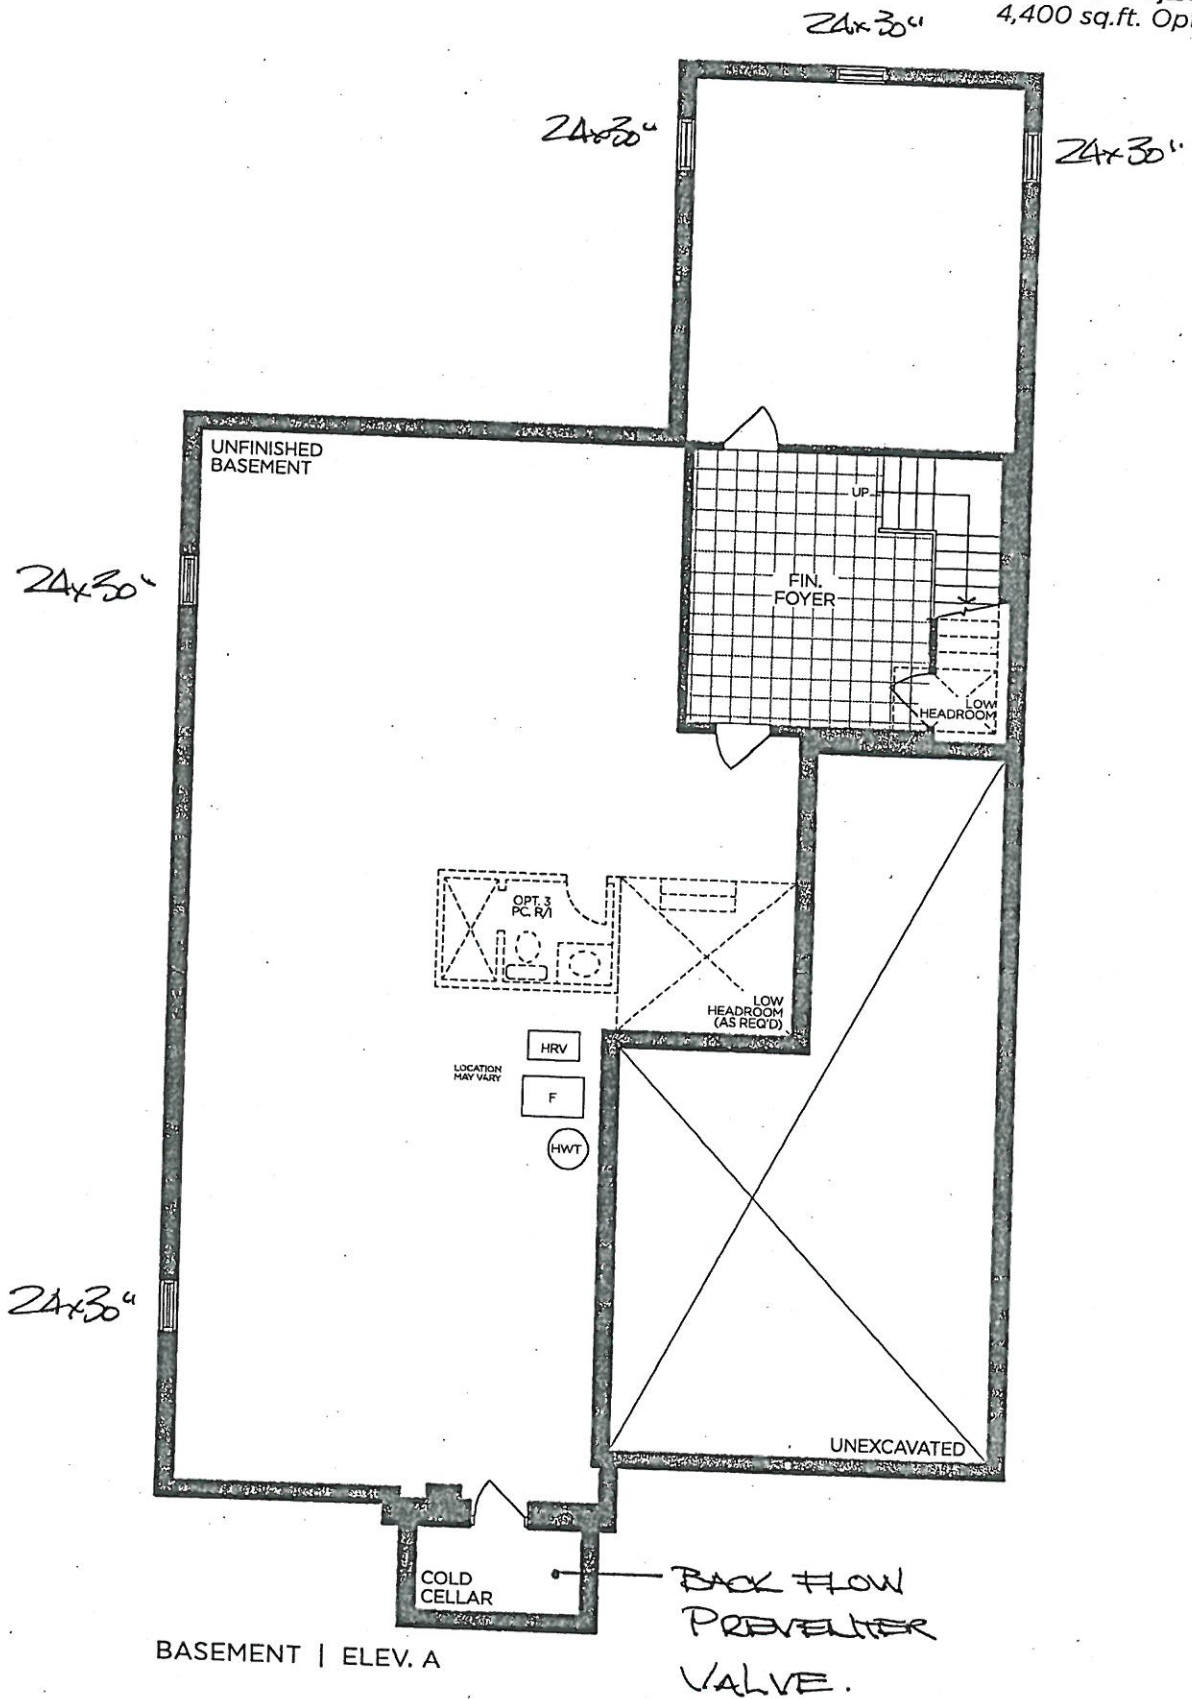 4,400 sq.ft. Op
24x30"
24x30"
24x30"
UNFINISHED
BASEMENT
UP
24x30"
FIN.
FOYER
LOW
HEADROOM
OPT. 3
PC. R/I
LOW
HEADROOM
(AS REQ'D)
HRV
LOCATION
MAY VARY
F
HWT
24x30"
UNEXCAVATED
COLD
CELLAR
BACK FLOW
PREVENTER
VALVE.
BASEMENT | ELEV. A